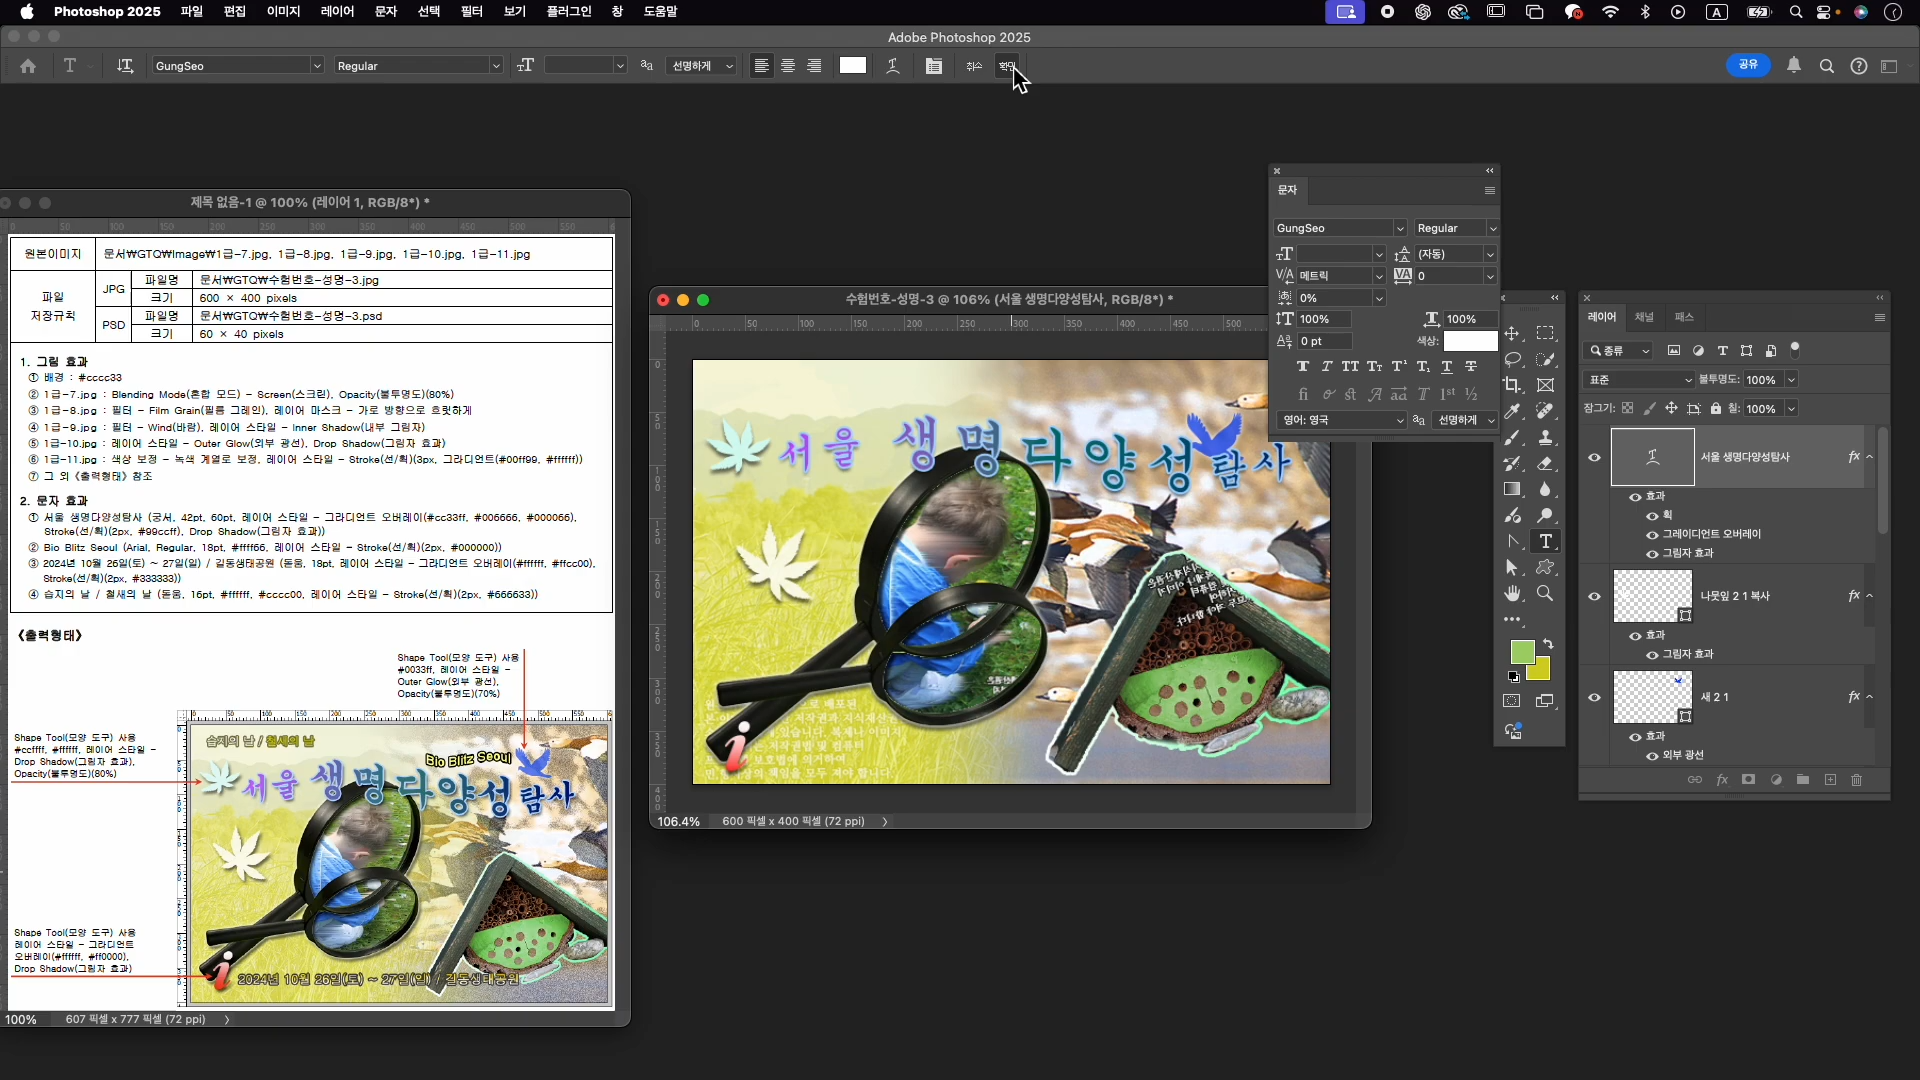 Photoshop 2025 파일 편집 이미지 레이어 문자 선택 필터 보기 플러그인 창 도움말
Adobe Photoshop 2025
GungSeo Regular 선명하게 취소 확인 공유
제목 없음-1 @ 100% (레이어 1, RGB/8*) *
원본이미지 문서₩GTQ₩Image₩1급-7.jpg, 1급-8.jpg, 1급-9.jpg, 1급-10.jpg, 1급-11.jpg
파일 저장규칙
JPG 파일명 문서₩GTQ₩수험번호-성명-3.jpg
크기 600 × 400 pixels
PSD 파일명 문서₩GTQ₩수험번호-성명-3.psd
크기 60 × 40 pixels
1. 그림 효과
① 배경 : #cccc33
② 1급-7.jpg : Blending Mode(혼합 모드) - Screen(스크린), Opacity(불투명도)(80%)
③ 1급-8.jpg : 필터 - Film Grain(필름 그레인), 레이어 마스크 - 가로 방향으로 흐릿하게
④ 1급-9.jpg : 필터 - Wind(바람), 레이어 스타일 - Inner Shadow(내부 그림자)
⑤ 1급-10.jpg : 레이어 스타일 - Outer Glow(외부 광선), Drop Shadow(그림자 효과)
⑥ 1급-11.jpg : 색상 보정 - 녹색 계열로 보정, 레이어 스타일 - Stroke(선/획)(3px, 그라디언트(#00ff99, #ffffff))
⑦ 그 외 《출력형태》 참조
2. 문자 효과
① 서울 생명다양성탐사 (궁서, 42pt, 60pt, 레이어 스타일 - 그라디언트 오버레이(#cc33ff, #006666, #000066),
Stroke(선/획)(2px, #99ccff), Drop Shadow(그림자 효과))
② Bio Blitz Seoul (Arial, Regular, 18pt, #ffff66, 레이어 스타일 - Stroke(선/획)(2px, #000000))
③ 2024년 10월 26일(토) ~ 27일(일) / 길동생태공원 (돋움, 18pt, 레이어 스타일 - 그라디언트 오버레이(#ffffff, #ffcc00),
Stroke(선/획)(2px, #333333))
④ 습지의 날 / 철새의 날 (돋움, 16pt, #ffffff, #cccc00, 레이어 스타일 - Stroke(선/획)(2px, #666633))
《출력형태》
Shape Tool(모양 도구) 사용
#0033ff, 레이어 스타일 -
Outer Glow(외부 광선),
Opacity(불투명도)(70%)
Shape Tool(모양 도구) 사용
#ccffff, #ffffff, 레이어 스타일 -
Drop Shadow(그림자 효과),
Opacity(불투명도)(80%)
Shape Tool(모양 도구) 사용
레이어 스타일 - 그라디언트
오버레이(#ffffff, #ff0000),
Drop Shadow(그림자 효과)
습지의 날 / 철새의 날
Bio Blitz Seoul
서울 생명다양성탐사
2024년 10월 26일(토) ~ 27일(일) / 길동생태공원
100% 607 픽셀 x 777 픽셀 (72 ppi)
수험번호-성명-3 @ 106% (서울 생명다양성탐사, RGB/8*) *
0 50 100 150 200 250 300 350 400 450 500
서울 생명다양성탐사
106.4% 600 픽셀 x 400 픽셀 (72 ppi)
문자
GungSeo Regular
(자동)
메트릭 0
0%
100% 100%
0 pt 색상:
영어: 영국 선명하게
레이어 채널 패스
종류
표준 불투명도: 100%
잠그기: 칠: 100%
서울 생명다양성탐사
효과
획
그레이디언트 오버레이
그림자 효과
나뭇잎 2 1 복사
효과
그림자 효과
새 2 1
효과
외부 광선